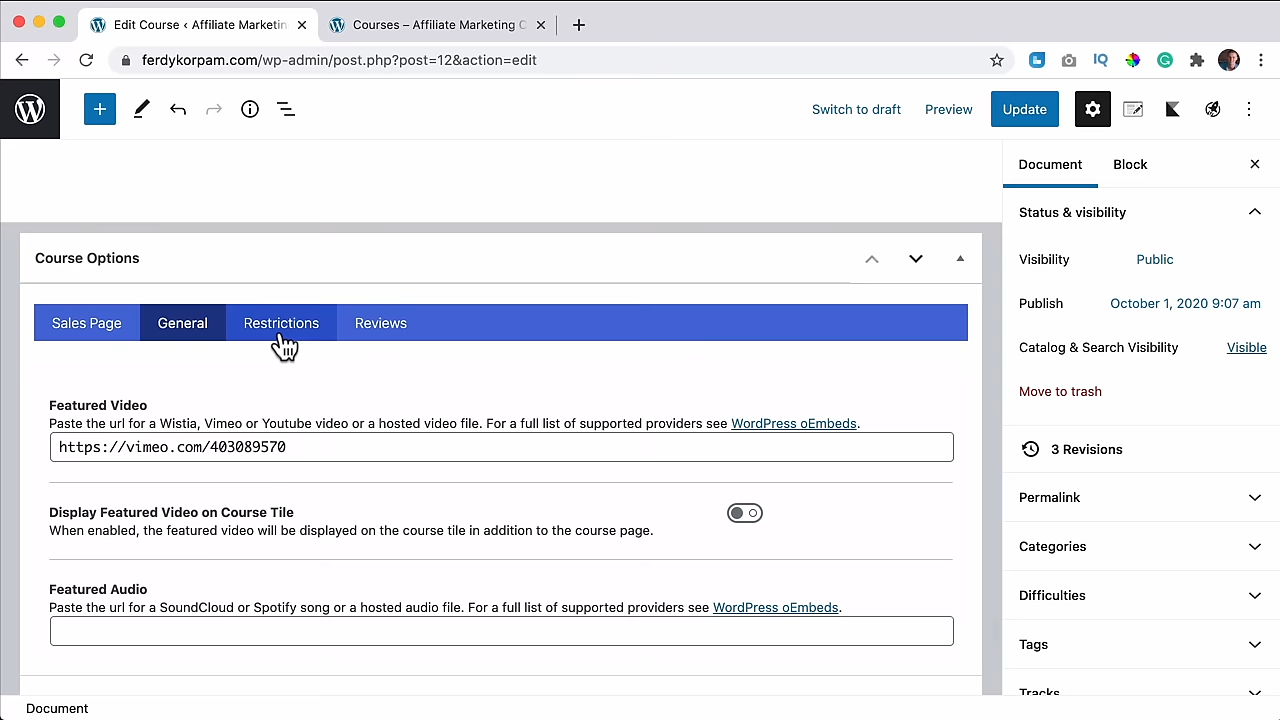 Edit Course ‹ Affiliate Marketin
Courses – Affiliate Marketing C
ferdykorpam.com/wp-admin/post.php?post=12&action=edit
IQ
Switch to draft
Preview
Update
Document
Block
Status & visibility
Visibility
Public
Publish
October 1, 2020 9:07 am
Catalog & Search Visibility
Visible
Move to trash
3 Revisions
Permalink
Categories
Difficulties
Tags
Tracks
Course Options
Sales Page
General
Restrictions
Reviews
Featured Video
Paste the url for a Wistia, Vimeo or Youtube video or a hosted video file. For a full list of supported providers see WordPress oEmbeds.
https://vimeo.com/403089570
Display Featured Video on Course Tile
When enabled, the featured video will be displayed on the course tile in addition to the course page.
Featured Audio
Paste the url for a SoundCloud or Spotify song or a hosted audio file. For a full list of supported providers see WordPress oEmbeds.
Document